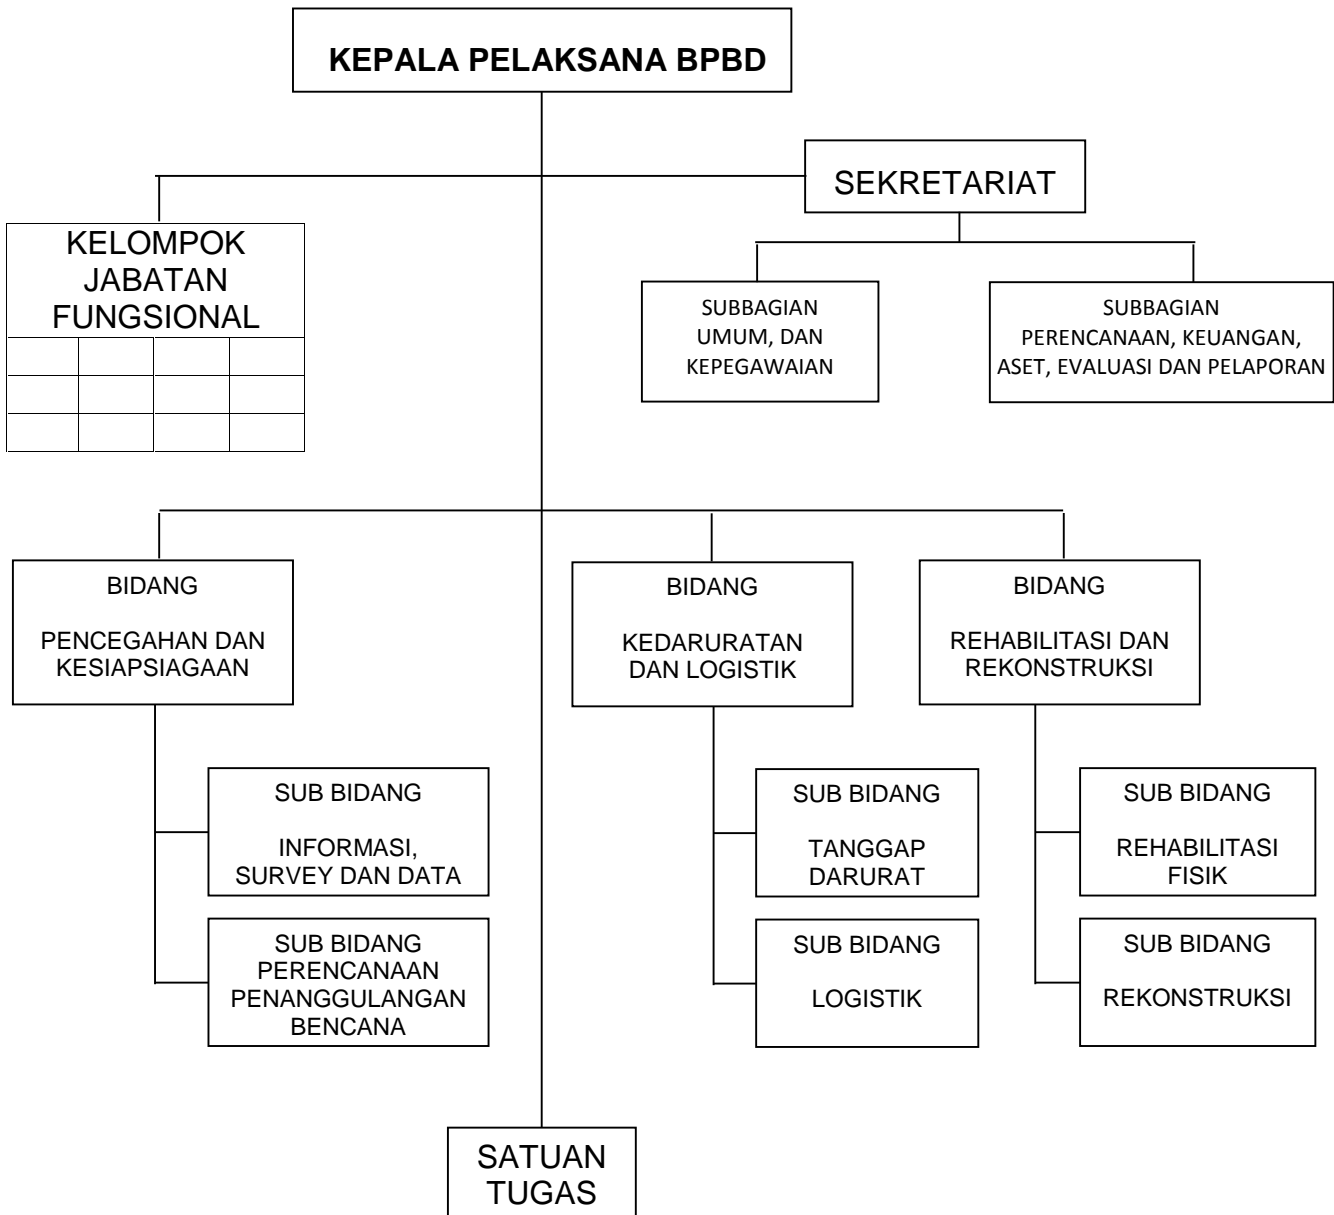 KEPALA PELAKSANA BPBD
SEKRETARIAT
KELOMPOK
JABATAN
FUNGSIONAL
SUBBAGIAN
UMUM, DAN
KEPEGAWAIAN
SUBBAGIAN
PERENCANAAN, KEUANGAN,
ASET, EVALUASI DAN PELAPORAN
BIDANG
PENCEGAHAN DAN
KESIAPSIAGAAN
BIDANG
KEDARURATAN
DAN LOGISTIK
BIDANG
REHABILITASI DAN
REKONSTRUKSI
SUB BIDANG
INFORMASI,
SURVEY DAN DATA
SUB BIDANG
TANGGAP
DARURAT
SUB BIDANG
REHABILITASI
FISIK
SUB BIDANG
PERENCANAAN
PENANGGULANGAN
BENCANA
SUB BIDANG
LOGISTIK
SUB BIDANG
REKONSTRUKSI
SATUAN
TUGAS